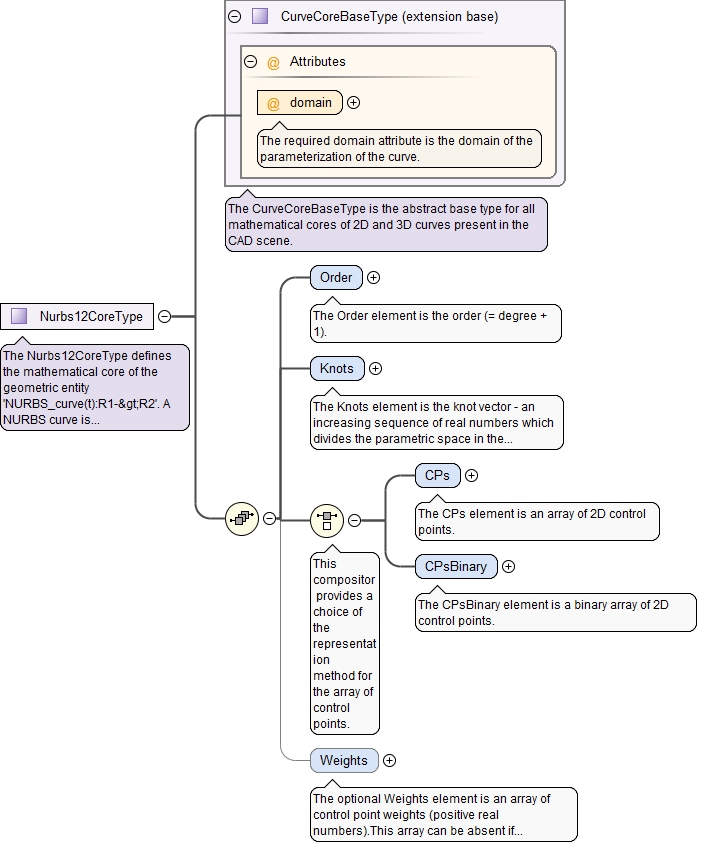 CurveCoreBaseType (extension base)
@ Attributes
@ domain
The required domain attribute is the domain of the
parameterization of the curve.
The CurveCoreBaseType is the abstract base type for all
mathematical cores of 2D and 3D curves present in the
CAD scene.
Nurbs12CoreType
The Nurbs12CoreType defines
the mathematical core of the
geometric entity
'NURBS_curve(t):R1-&gt;R2'. A
NURBS curve is...
Order
The Order element is the order (= degree +
1).
Knots
The Knots element is the knot vector - an
increasing sequence of real numbers which
divides the parametric space in the...
This
compositor
provides a
choice of
the
representat
ion
method for
the array of
control
points.
CPs
The CPs element is an array of 2D control
points.
CPsBinary
The CPsBinary element is a binary array of 2D
control points.
Weights
The optional Weights element is an array of
control point weights (positive real
numbers).This array can be absent if...